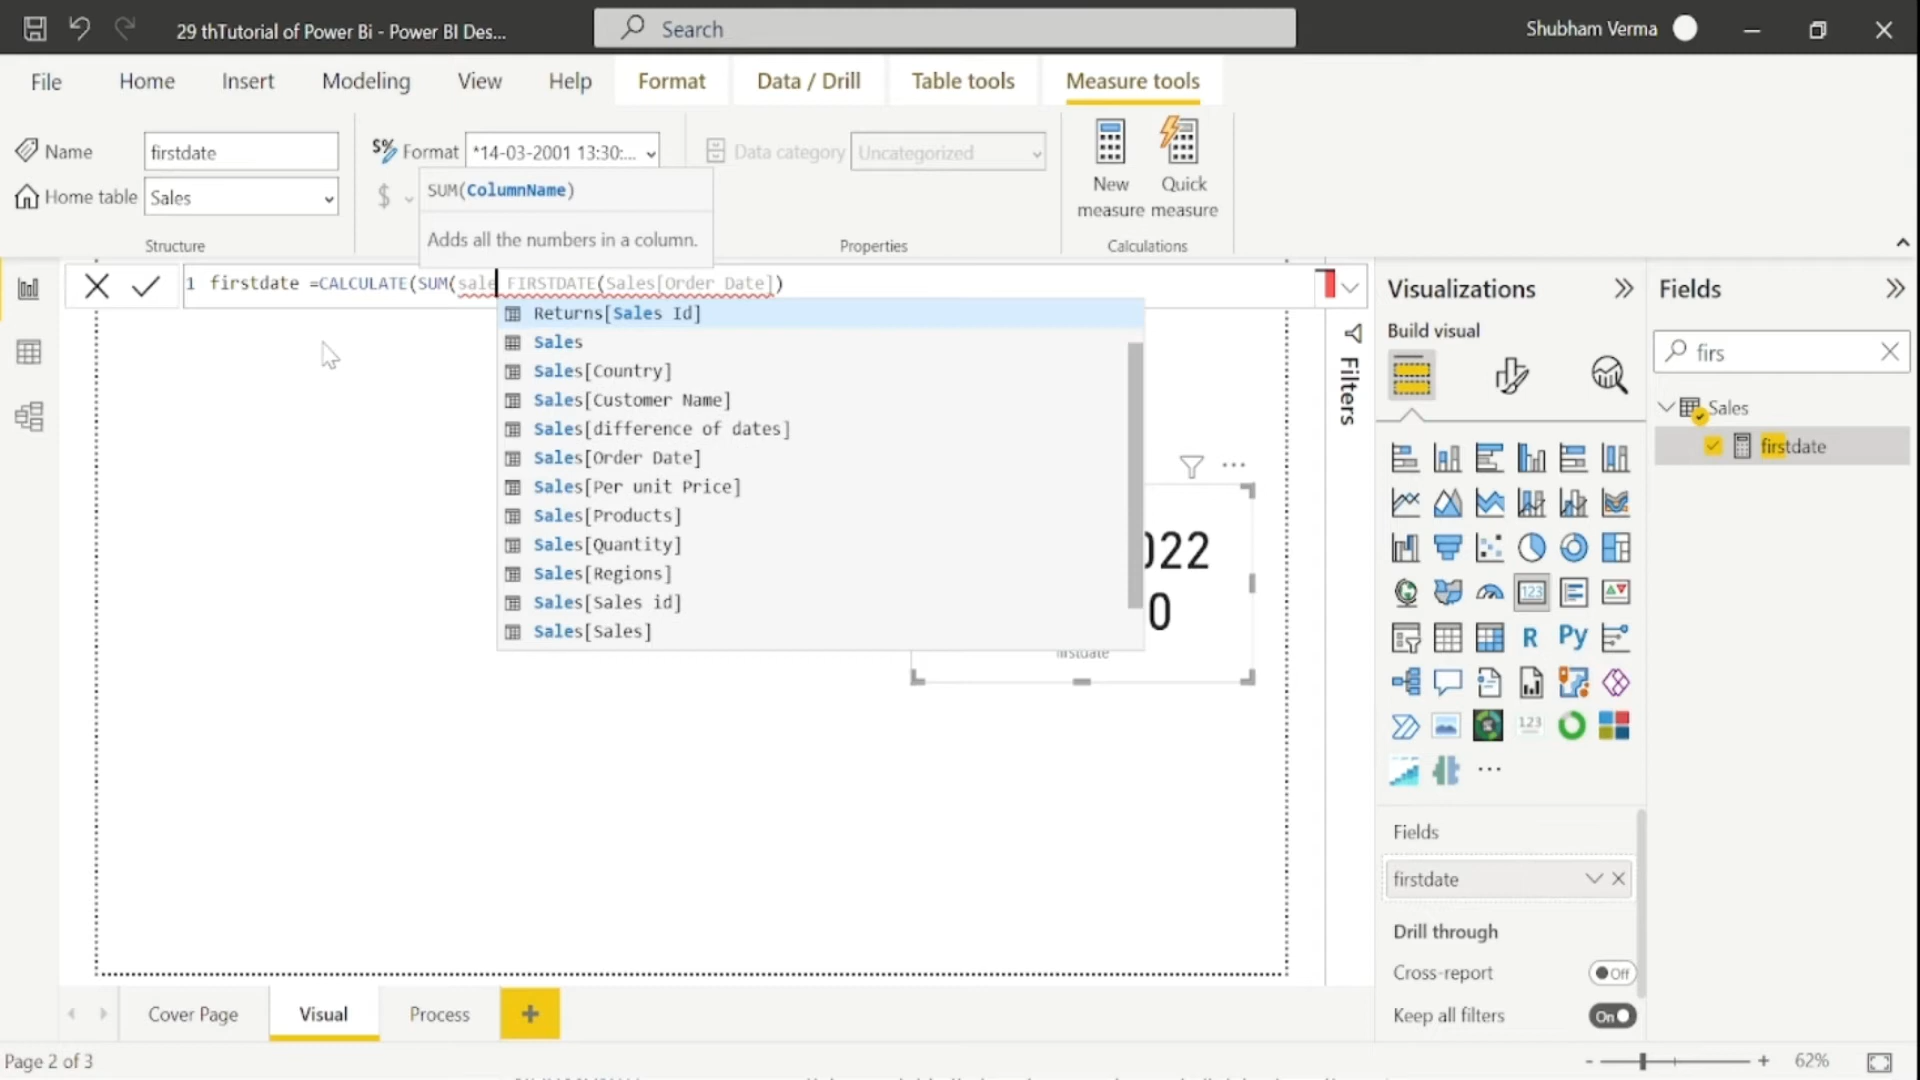 29 thTutorial of Power Bi - Power BI Des...
Search
Shubham Verma
File
Home
Insert
Modeling
View
Help
Format
Data / Drill
Table tools
Measure tools
Name
firstdate
Home table
Sales
Structure
$%
Format
*14-03-2001 13:30:...
$
SUM(ColumnName)
Adds all the numbers in a column.
Data category
Uncategorized
Properties
New
measure
Quick
measure
Calculations
1 firstdate =CALCULATE(SUM(sale FIRSTDATE(Sales[Order Date])
Returns[Sales Id]
Sales
Sales[Country]
Sales[Customer Name]
Sales[difference of dates]
Sales[Order Date]
Sales[Per unit Price]
Sales[Products]
Sales[Quantity]
Sales[Regions]
Sales[Sales id]
Sales[Sales]
022
0
firstdate
Filters
Visualizations
Build visual
123
R
Py
123
Fields
firstdate
Drill through
Cross-report
Off
Keep all filters
On
Fields
firs
Sales
firstdate
Cover Page
Visual
Process
+
Page 2 of 3
- + 62%